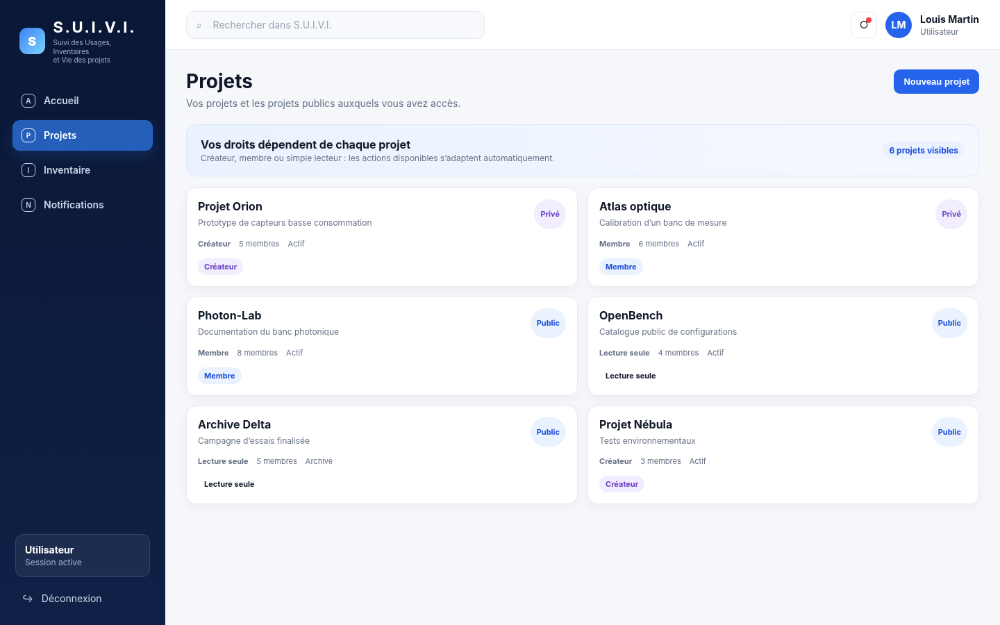 S
S.U.I.V.I.
Suivi des Usages,
Inventaires
et Vie des projets
A Accueil
P Projets
I Inventaire
N Notifications
Utilisateur
Session active
↪ Déconnexion
Rechercher dans S.U.I.V.I.
LM
Louis Martin
Utilisateur
Projets
Vos projets et les projets publics auxquels vous avez accès.
Nouveau projet
Vos droits dépendent de chaque projet
Créateur, membre ou simple lecteur : les actions disponibles s’adaptent automatiquement.
6 projets visibles
Projet Orion
Prototype de capteurs basse consommation
Privé
Créateur 5 membres Actif
Créateur
Atlas optique
Calibration d’un banc de mesure
Privé
Membre 6 membres Actif
Membre
Photon-Lab
Documentation du banc photonique
Public
Membre 8 membres Actif
Membre
OpenBench
Catalogue public de configurations
Public
Lecture seule 4 membres Actif
Lecture seule
Archive Delta
Campagne d’essais finalisée
Public
Lecture seule 5 membres Archivé
Lecture seule
Projet Nébula
Tests environnementaux
Public
Créateur 3 membres Actif
Créateur